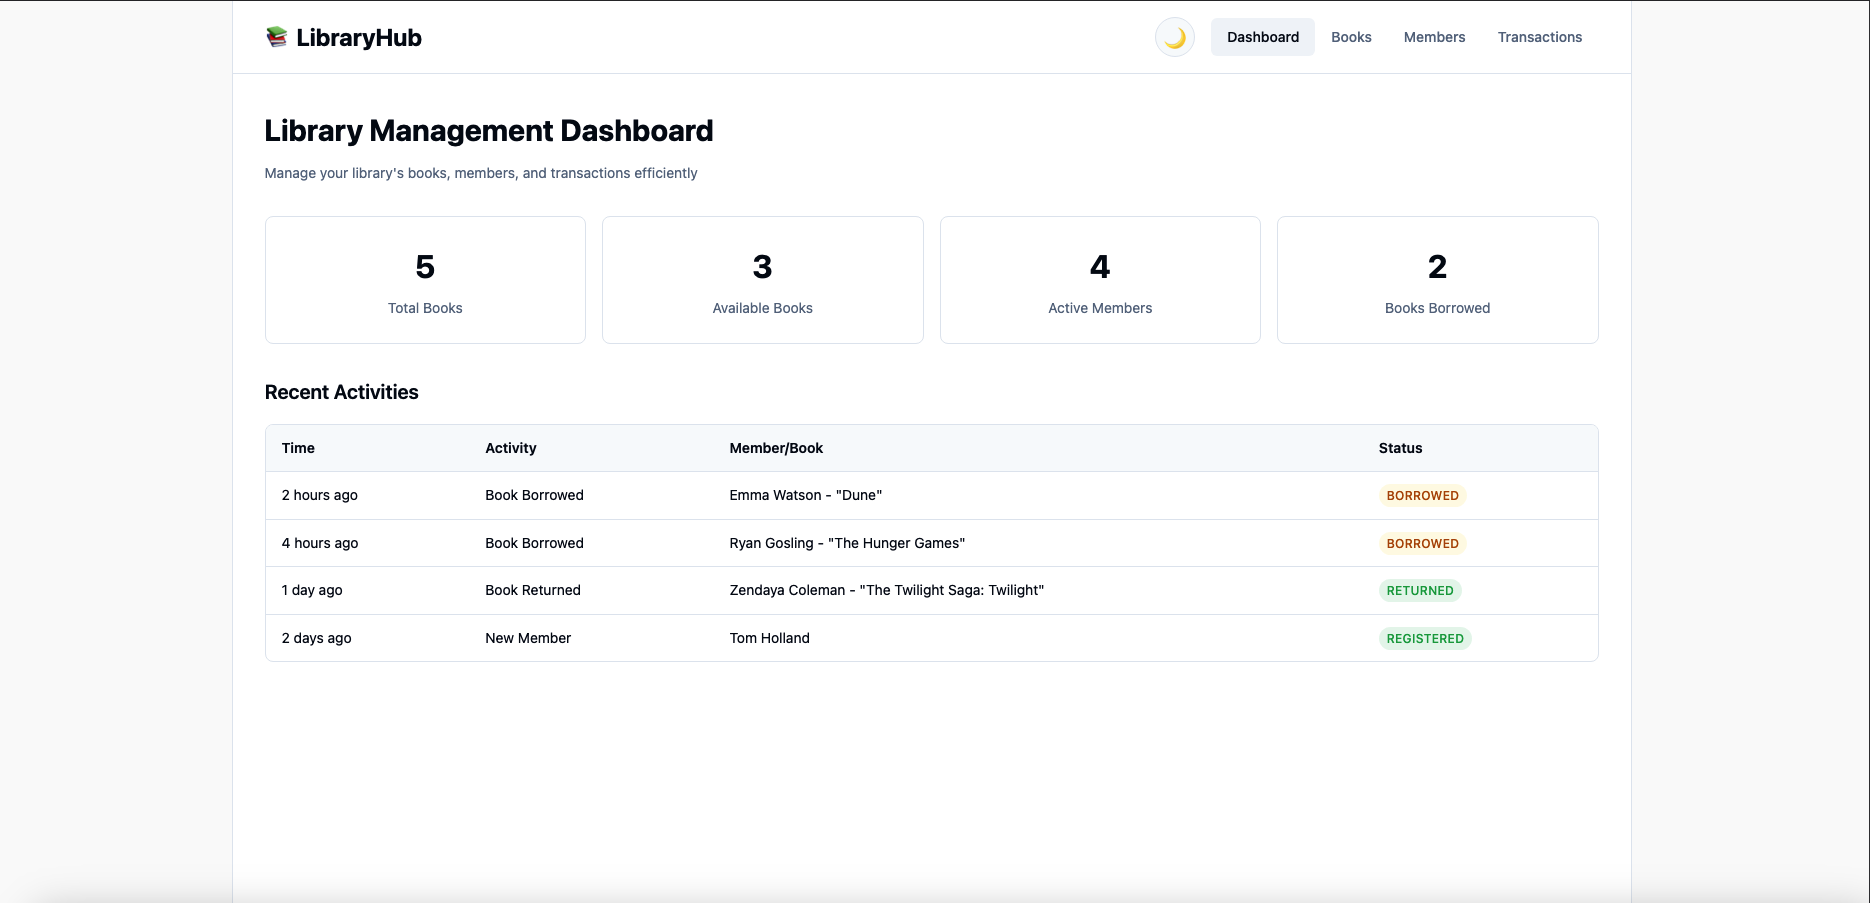 LibraryHub
Dashboard Books Members Transactions
Library Management Dashboard
Manage your library's books, members, and transactions efficiently
5 3 4 2
Total Books Available Books Active Members Books Borrowed
Recent Activities
Time Activity Member/Book Status
2 hours ago Book Borrowed Emma Watson - "Dune" BORROWED
4 hours ago Book Borrowed Ryan Gosling - "The Hunger Games" BORROWED
1 day ago Book Returned Zendaya Coleman - "The Twilight Saga: Twilight" RETURNED
2 days ago New Member Tom Holland REGISTERED